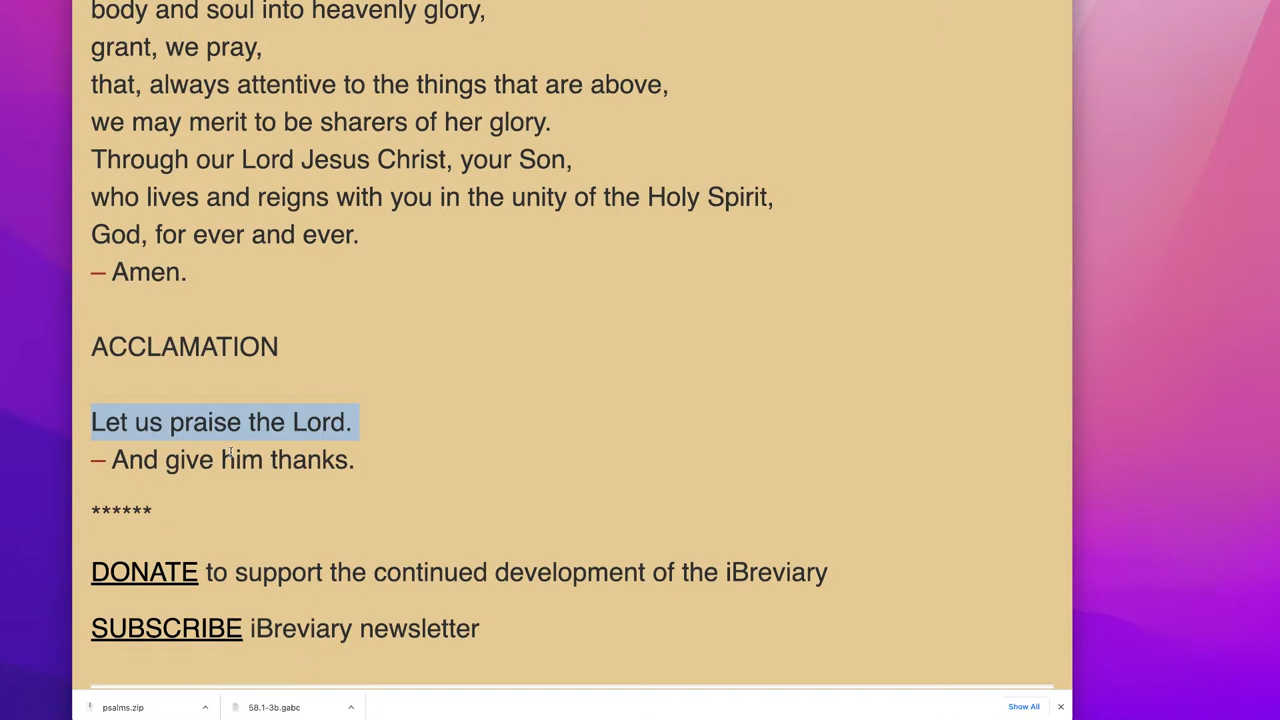 body and soul into heavenly glory,
grant, we pray,
that, always attentive to the things that are above,
we may merit to be sharers of her glory.
Through our Lord Jesus Christ, your Son,
who lives and reigns with you in the unity of the Holy Spirit,
God, for ever and ever.
– Amen.
ACCLAMATION
Let us praise the Lord.
– And give him thanks.
******
DONATE to support the continued development of the iBreviary
SUBSCRIBE iBreviary newsletter
psalms.zip 58.1-3b.gabc Show All